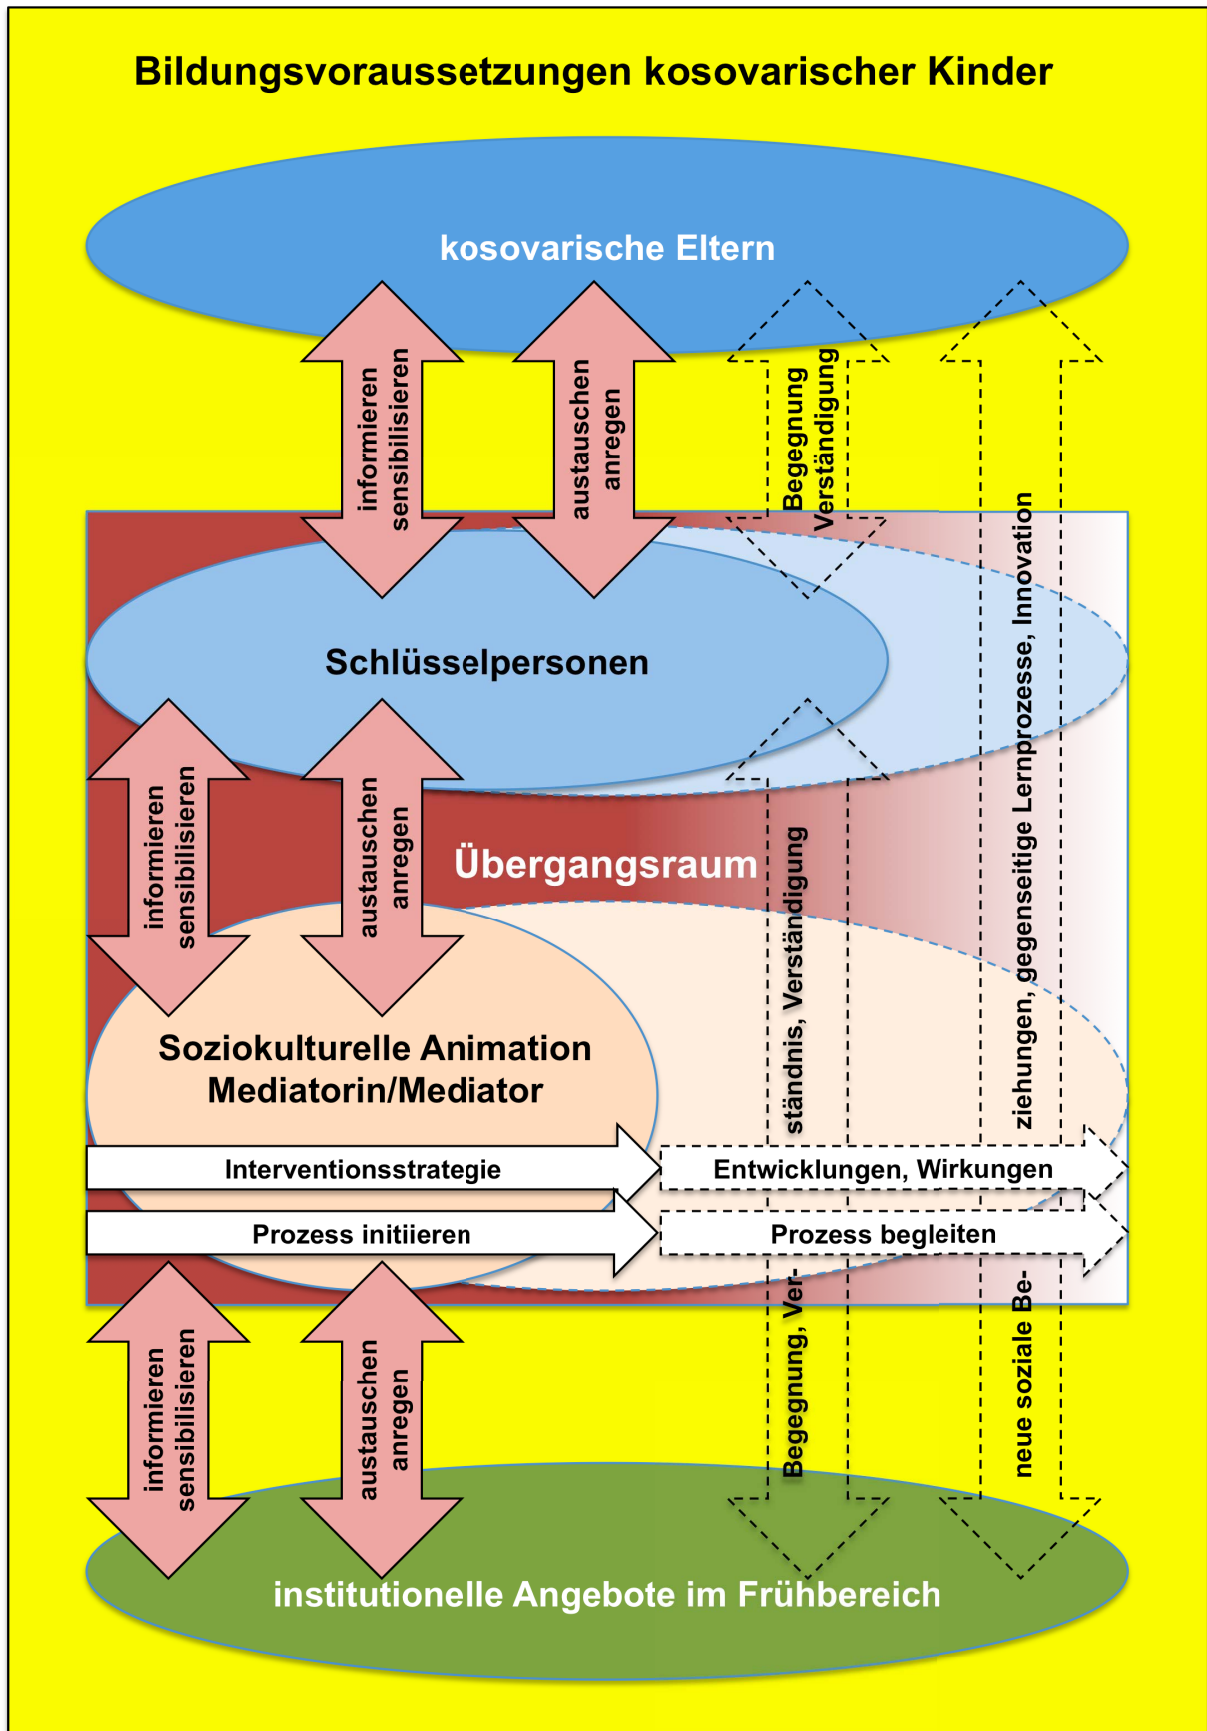 Bildungsvoraussetzungen kosovarischer Kinder
kosovarische Eltern
informieren
sensibilisieren
austauschen
anregen
Begegnung
Verständigung
Schlüsselpersonen
informieren
sensibilisieren
austauschen
anregen
Übergangsraum
Soziokulturelle Animation
Mediatorin/Mediator
Interventionsstrategie
Entwicklungen, Wirkungen
Prozess initiieren
Prozess begleiten
informieren
sensibilisieren
austauschen
anregen
Begegnung, Ver-
ständnis, Verständigung
neue soziale Be-
ziehungen, gegenseitige Lernprozesse, Innovation
institutionelle Angebote im Frühbereich